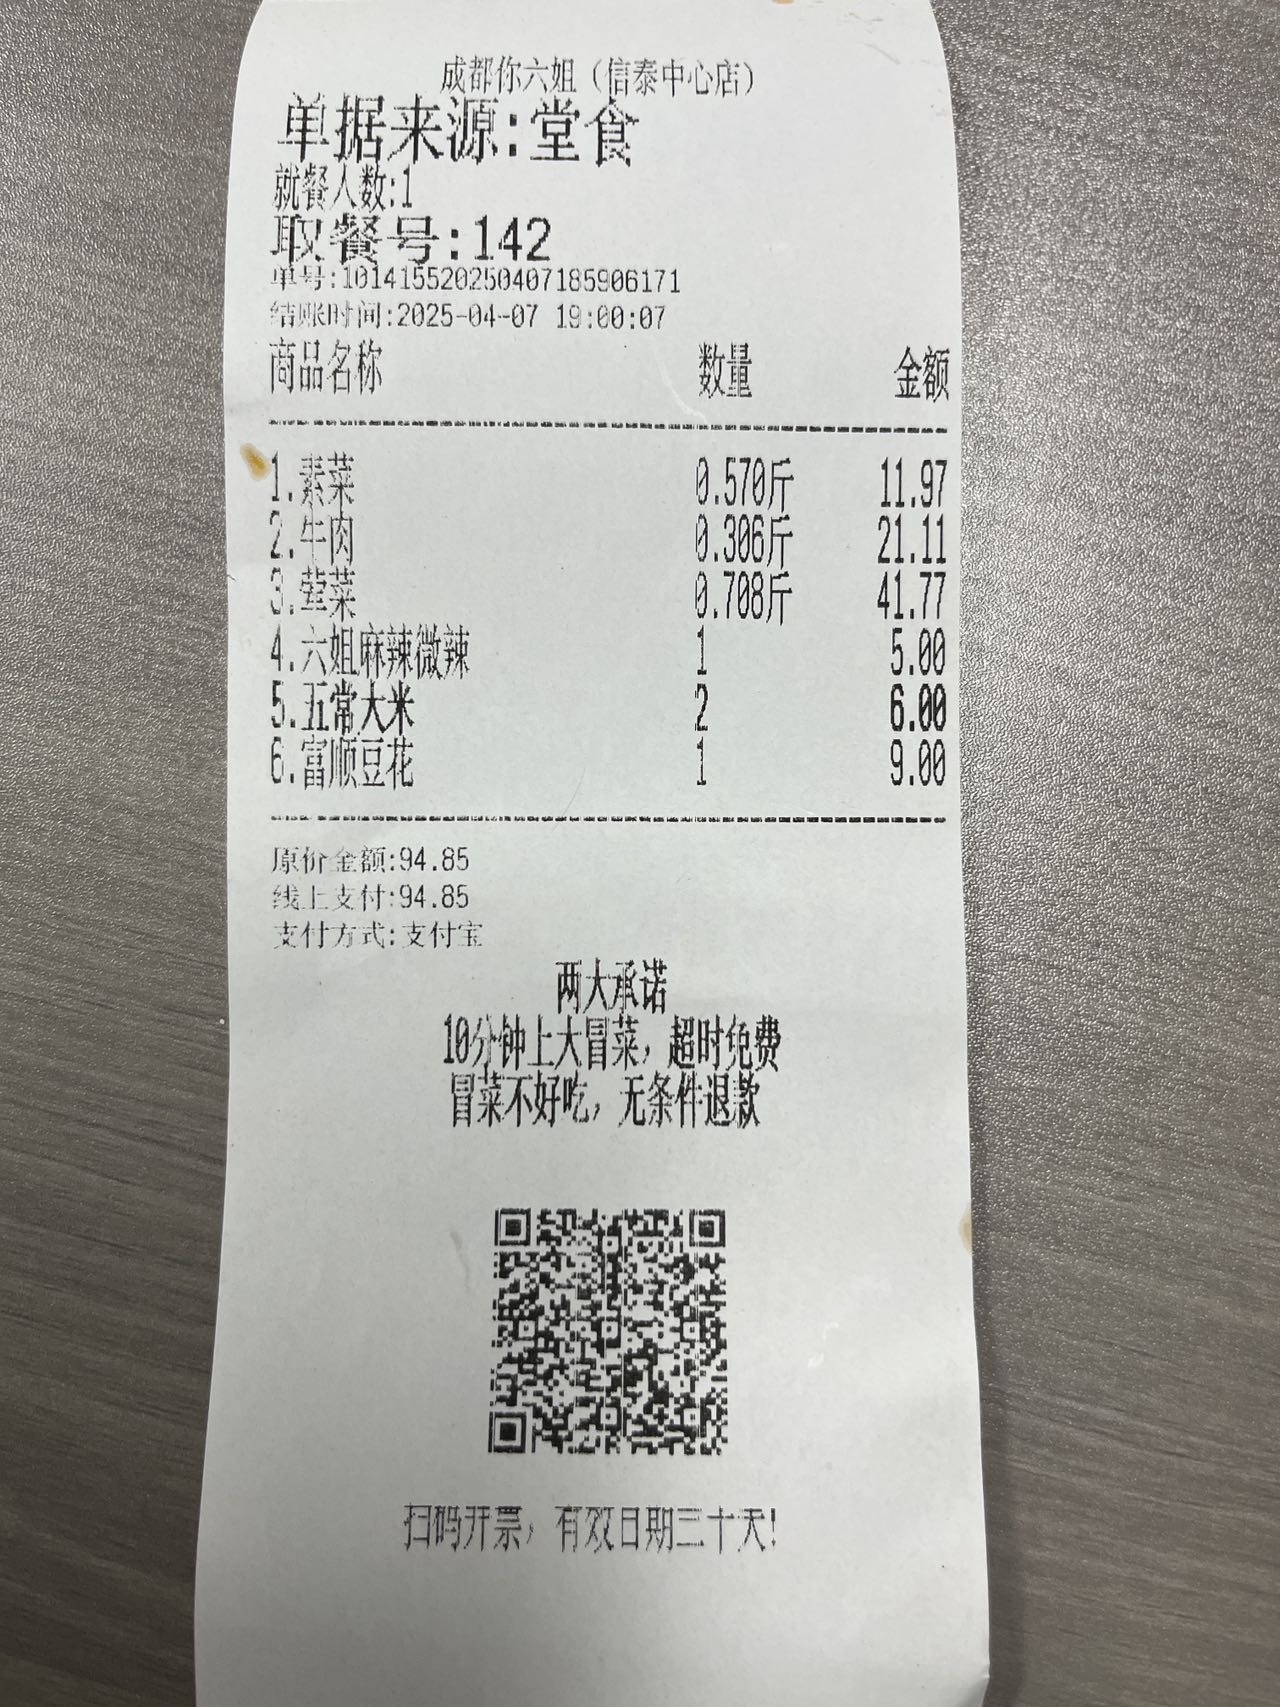 成都你六姐（信泰中心店）
单据来源:堂食
就餐人数:1
取餐号:142
单号:101415520250407185906171
结账时间:2025-04-07 19:00:07
商品名称 数量 金额
1.素菜 0.570斤 11.97
2.牛肉 0.306斤 21.11
3.荤菜 0.708斤 41.77
4.六姐麻辣微辣 1 5.00
5.五常大米 2 6.00
6.富顺豆花 1 9.00
原价金额:94.85
线上支付:94.85
支付方式:支付宝
两大承诺
10分钟上大冒菜，超时免费
冒菜不好吃，无条件退款
扫码开票，有效日期三十天!